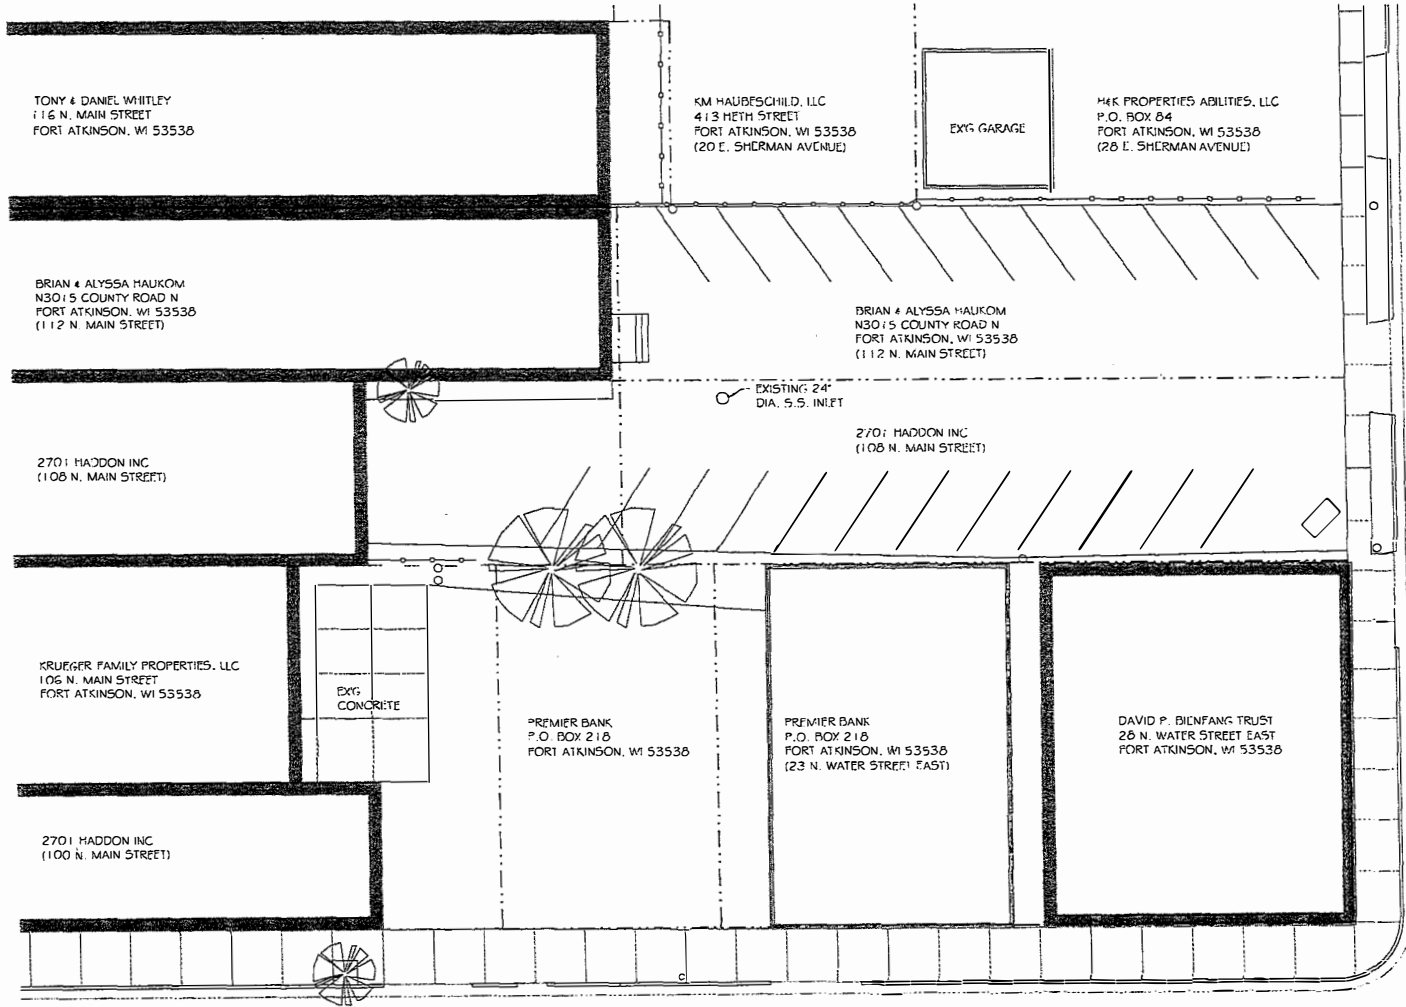 TONY & DANIEL WHITLEY
116 N. MAIN STREET
FORT ATKINSON, WI 53538
KM HAUBESCHILD, LLC
413 HETH STREET
FORT ATKINSON, WI 53538
(20 E. SHERMAN AVENUE)
EX'G GARAGE
H&K PROPERTIES ABILITIES, LLC
P.O. BOX 84
FORT ATKINSON, WI 53538
(28 E. SHERMAN AVENUE)
BRIAN & ALYSSA HAUKOM
N3015 COUNTY ROAD N
FORT ATKINSON, WI 53538
(112 N. MAIN STREET)
BRIAN & ALYSSA HAUKOM
N3015 COUNTY ROAD N
FORT ATKINSON, WI 53538
(112 N. MAIN STREET)
EXISTING 24"
DIA. S.S. INLET
2701 HADDON INC
(108 N. MAIN STREET)
2701 HADDON INC
(108 N. MAIN STREET)
KRUEGER FAMILY PROPERTIES, LLC
106 N. MAIN STREET
FORT ATKINSON, WI 53538
EX'G
CONCRETE
PREMIER BANK
P.O. BOX 218
FORT ATKINSON, WI 53538
PREMIER BANK
P.O. BOX 218
FORT ATKINSON, WI 53538
(23 N. WATER STREET EAST)
DAVID P. BIENFANG TRUST
28 N. WATER STREET EAST
FORT ATKINSON, WI 53538
2701 HADDON INC
(100 N. MAIN STREET)